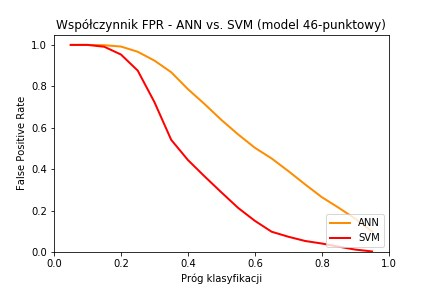 Współczynnik FPR - ANN vs. SVM (model 46-punktowy)
False Positive Rate
1.0
0.8
0.6
0.4
0.2
0.0
ANN
SVM
0.0 0.2 0.4 0.6 0.8 1.0
Próg klasyfikacji